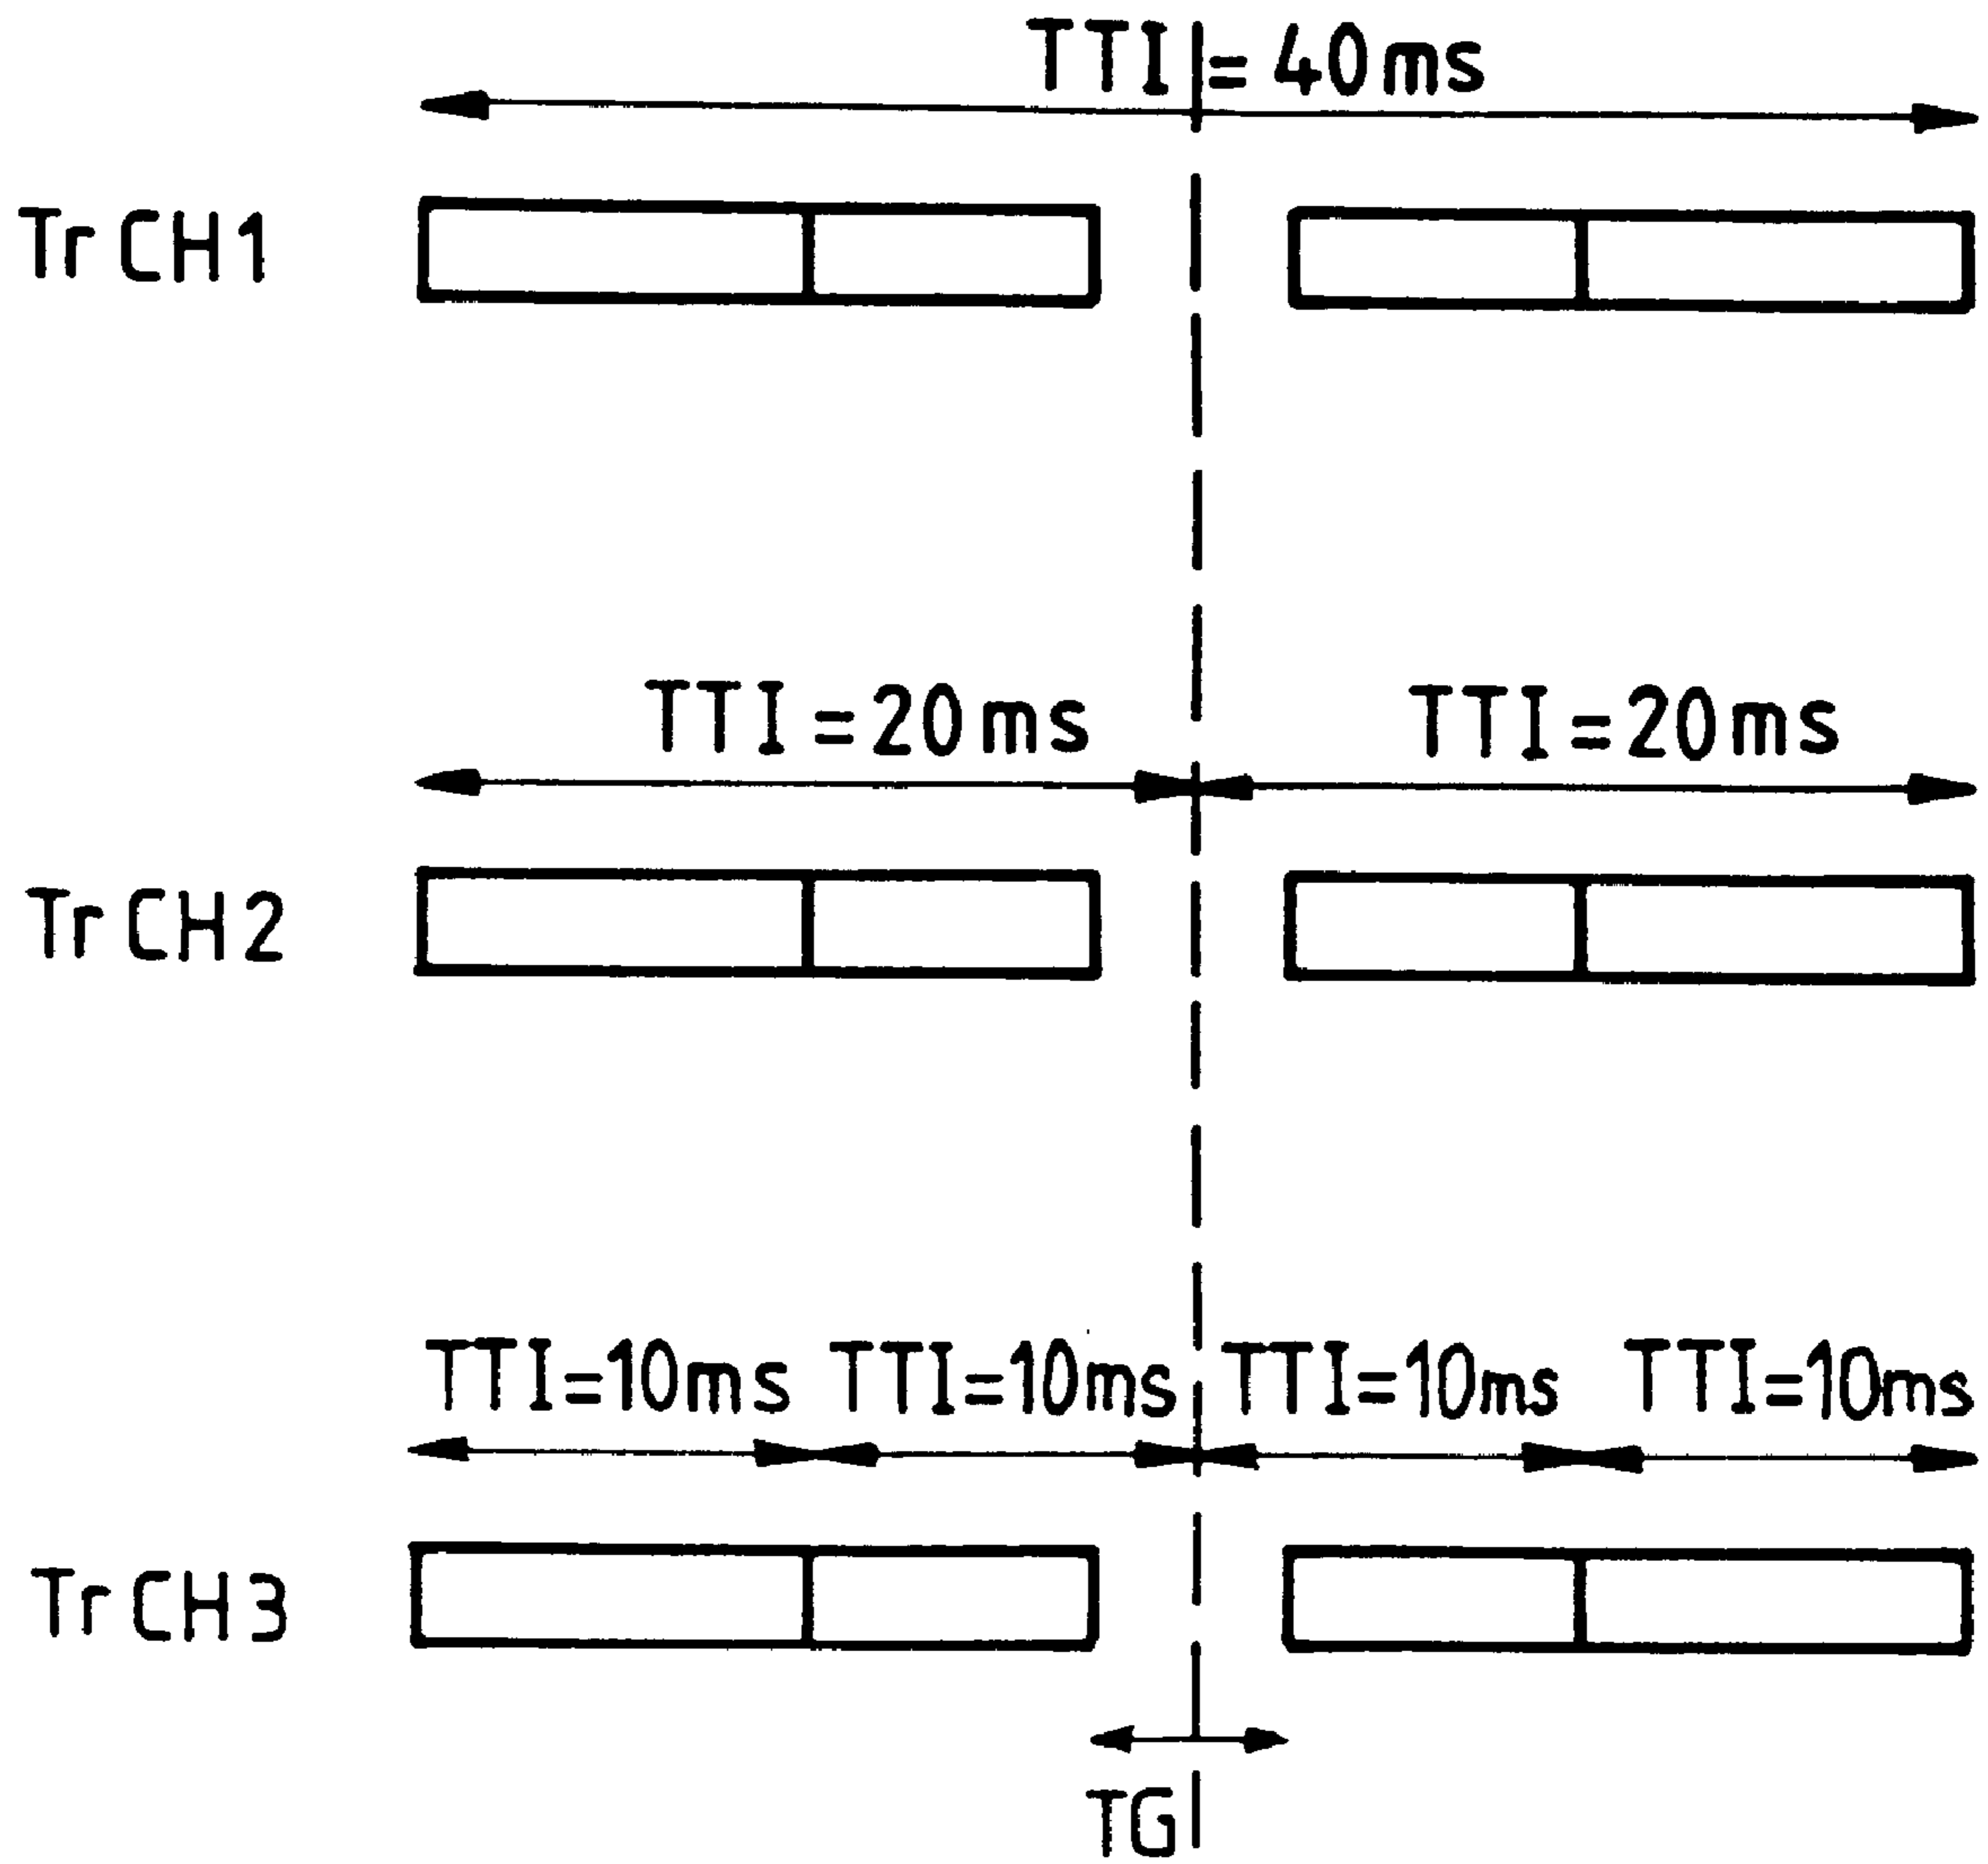 TTI = 40ms
TrCH1
TTI = 20ms TTI = 20ms
TrCH2
TTI=10ms TTI=10ms TTI=10ms TTI=10ms
TrCH3
TG